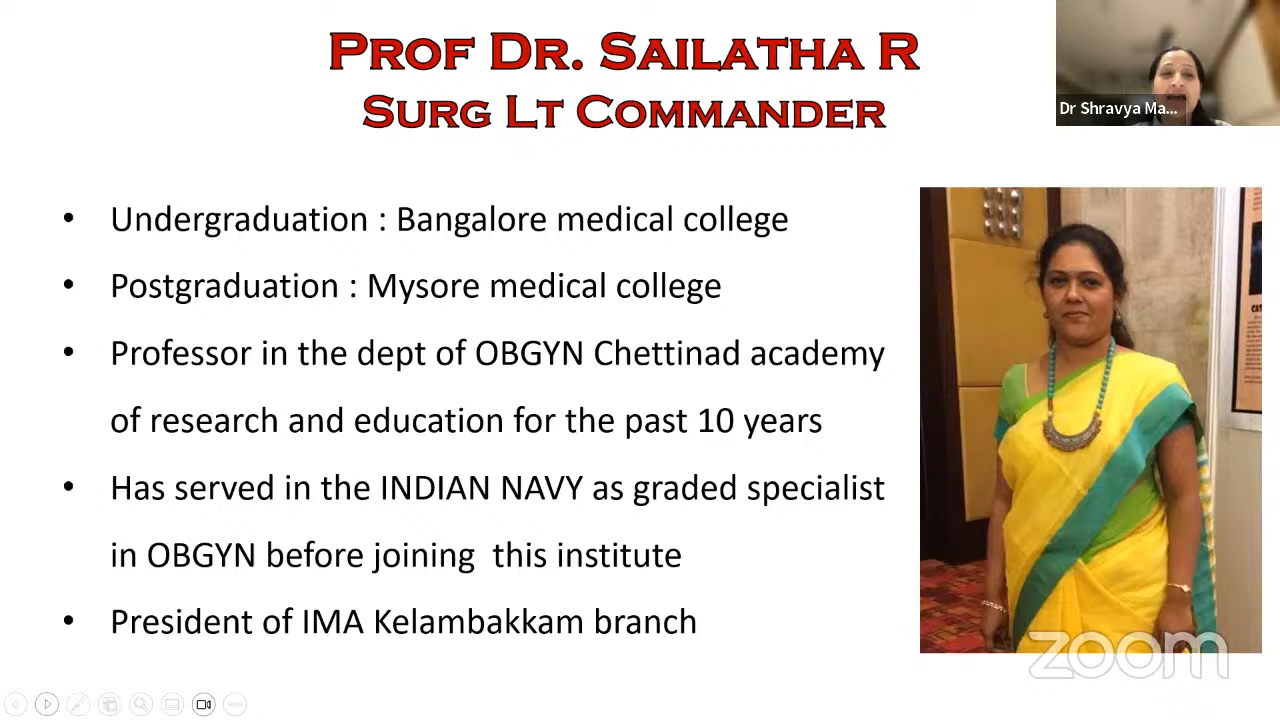 PROF DR. SAILATHA R
SURG LT COMMANDER
Dr Shravya Ma...
• Undergraduation : Bangalore medical college
• Postgraduation : Mysore medical college
• Professor in the dept of OBGYN Chettinad academy
of research and education for the past 10 years
• Has served in the INDIAN NAVY as graded specialist
in OBGYN before joining this institute
• President of IMA Kelambakkam branch
zoom